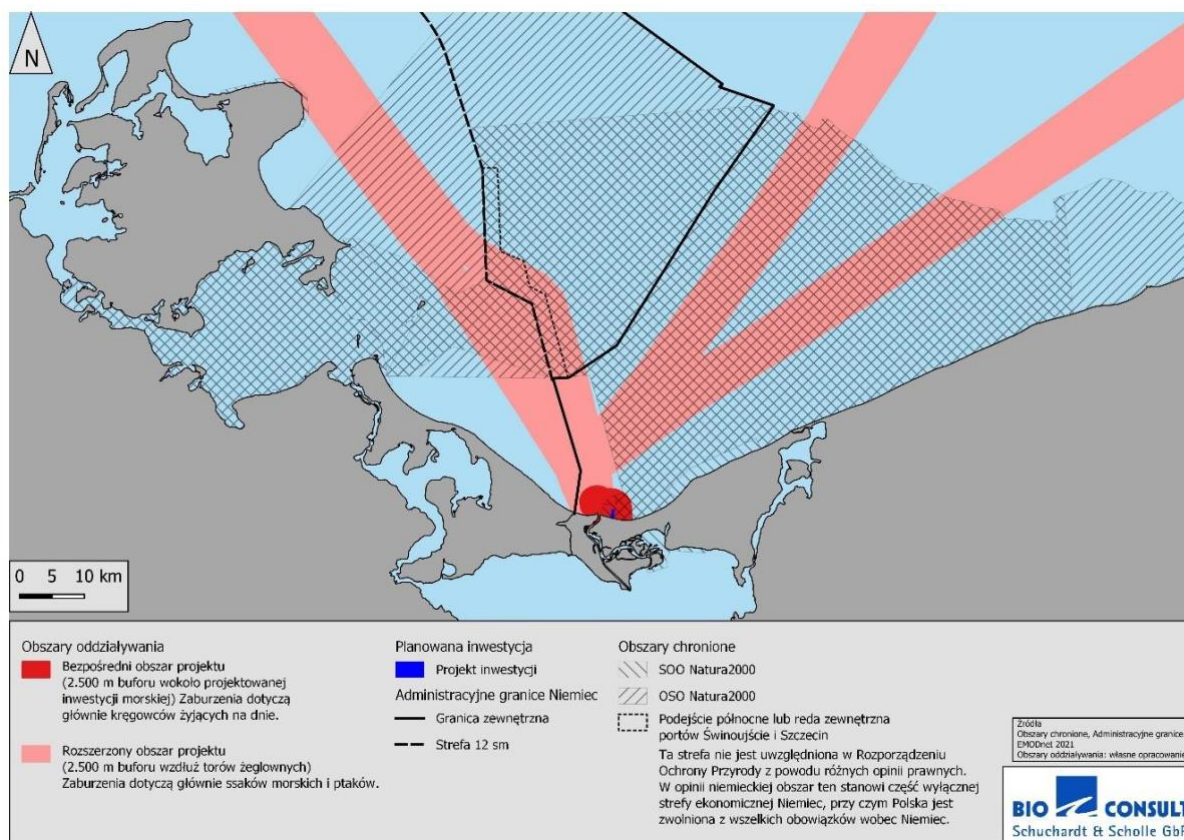 N
0 5 10 km
Obszary oddziaływania
Bezpośredni obszar projektu
(2.500 m buforu wokoło projektowanej
inwestycji morskiej) Zaburzenia dotyczą
głównie kręgowców żyjących na dnie.
Rozszerzony obszar projektu
(2.500 m buforu wzdłuż torów żeglownych)
Zaburzenia dotyczą głównie ssaków morskich i ptaków.
Planowana inwestycja
Projekt inwestycji
Administracyjne granice Niemiec
Granica zewnętrzna
Strefa 12 sm
Obszary chronione
SOO Natura2000
OSO Natura2000
Podejście północne lub reda zewnętrzna
portów Świnoujście i Szczecin
Ta strefa nie jest uwzględniona w Rozporządzeniu
Ochrony Przyrody z powodu różnych opinii prawnych.
W opinii niemieckiej obszar ten stanowi część wyłącznej
strefy ekonomicznej Niemiec, przy czym Polska jest
zwolniona z wszelkich obowiązków wobec Niemiec.
Źródła
Obszary chronione, Administracyjne granice
EMODnet 2021
Obszary oddziaływania: własne opracowanie
BIO CONSULT
Schuchardt & Scholle GbR